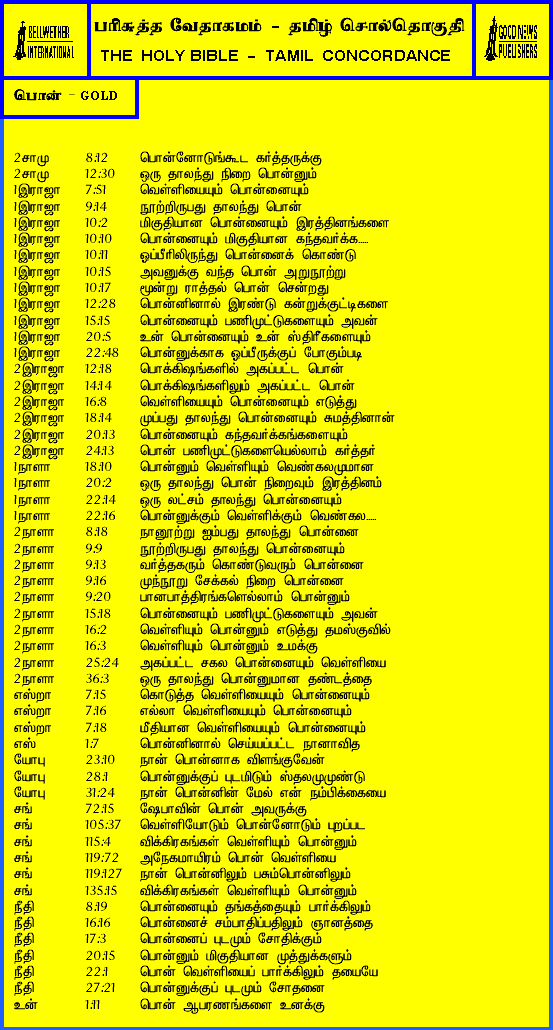 BELLWETHER
INTERNATIONAL
பரிசுத்த வேதாகமம் - தமிழ் சொல்தொகுதி
THE HOLY BIBLE - TAMIL CONCORDANCE
GOOD NEWS
PUBLISHERS
பொன் - GOLD
2சாமு 8:12 பொன்னோடுங்கூட கர்த்தருக்கு
2சாமு 12:30 ஒரு தாலந்து நிறை பொன்னும்
1இராஜா 7:51 வெள்ளியையும் பொன்னையும்
1இராஜா 9:14 நூற்றிருபது தாலந்து பொன்
1இராஜா 10:2 மிகுதியான பொன்னையும் இரத்தினங்களை
1இராஜா 10:10 பொன்னையும் மிகுதியான கந்தவர்க்க.....
1இராஜா 10:11 ஓப்பீரிலிருந்து பொன்னைக் கொண்டு
1இராஜா 10:15 அவனுக்கு வந்த பொன் அறுநூற்று
1இராஜா 10:17 மூன்று ராத்தல் பொன் சென்றது
1இராஜா 12:28 பொன்னினால் இரண்டு கன்றுக்குட்டிகளை
1இராஜா 15:15 பொன்னையும் பணிமுட்டுகளையும் அவன்
1இராஜா 20:5 உன் பொன்னையும் உன் ஸ்திரீகளையும்
1இராஜா 22:48 பொன்னுக்காக ஓப்பீருக்குப் போகும்படி
2இராஜா 12:18 பொக்கிஷங்களில் அகப்பட்ட பொன்
2இராஜா 14:14 பொக்கிஷங்களிலும் அகப்பட்ட பொன்
2இராஜா 16:8 வெள்ளியையும் பொன்னையும் எடுத்து
2இராஜா 18:14 முப்பது தாலந்து பொன்னையும் சுமத்தினான்
2இராஜா 20:13 பொன்னையும் கந்தவர்க்கங்களையும்
2இராஜா 24:13 பொன் பணிமுட்டுகளையெல்லாம் கர்த்தர்
1நாளா 18:10 பொன்னும் வெள்ளியும் வெண்கலமுமான
1நாளா 20:2 ஒரு தாலந்து பொன் நிறைவும் இரத்தினம்
1நாளா 22:14 ஒரு லட்சம் தாலந்து பொன்னையும்
1நாளா 22:16 பொன்னுக்கும் வெள்ளிக்கும் வெண்கல.....
2நாளா 8:18 நானூற்று ஐம்பது தாலந்து பொன்னை
2நாளா 9:9 நூற்றிருபது தாலந்து பொன்னையும்
2நாளா 9:13 வர்த்தகரும் கொண்டுவரும் பொன்னை
2நாளா 9:16 முந்நூறு சேக்கல் நிறை பொன்னை
2நாளா 9:20 பானபாத்திரங்களெல்லாம் பொன்னும்
2நாளா 15:18 பொன்னையும் பணிமுட்டுகளையும் அவன்
2நாளா 16:2 வெள்ளியும் பொன்னும் எடுத்து தமஸ்குவில்
2நாளா 16:3 வெள்ளியும் பொன்னும் உமக்கு
2நாளா 25:24 அகப்பட்ட சகல பொன்னையும் வெள்ளியை
2நாளா 36:3 ஒரு தாலந்து பொன்னுமான தண்டத்தை
எஸ்றா 7:15 கொடுத்த வெள்ளியையும் பொன்னையும்
எஸ்றா 7:16 எல்லா வெள்ளியையும் பொன்னையும்
எஸ்றா 7:18 மீதியான வெள்ளியையும் பொன்னையும்
எஸ் 1:7 பொன்னினால் செய்யப்பட்ட நானாவித
யோபு 23:10 நான் பொன்னாக விளங்குவேன்
யோபு 28:1 பொன்னுக்குப் புடமிடும் ஸ்தலமுமுண்டு
யோபு 31:24 நான் பொன்னின் மேல் என் நம்பிக்கையை
சங் 72:15 ஷேபாவின் பொன் அவருக்கு
சங் 105:37 வெள்ளியோடும் பொன்னோடும் புறப்பட
சங் 115:4 விக்கிரகங்கள் வெள்ளியும் பொன்னும்
சங் 119:72 அநேகமாயிரம் பொன் வெள்ளியை
சங் 119:127 நான் பொன்னிலும் பசும்பொன்னிலும்
சங் 135:15 விக்கிரகங்கள் வெள்ளியும் பொன்னும்
நீதி 8:19 பொன்னையும் தங்கத்தையும் பார்க்கிலும்
நீதி 16:16 பொன்னைச் சம்பாதிப்பதிலும் ஞானத்தை
நீதி 17:3 பொன்னைப் புடமும் சோதிக்கும்
நீதி 20:15 பொன்னும் மிகுதியான முத்துக்களும்
நீதி 22:1 பொன் வெள்ளியைப் பார்க்கிலும் தயையே
நீதி 27:21 பொன்னுக்குப் புடமும் சோதனை
உன் 1:11 பொன் ஆபரணங்களை உனக்கு